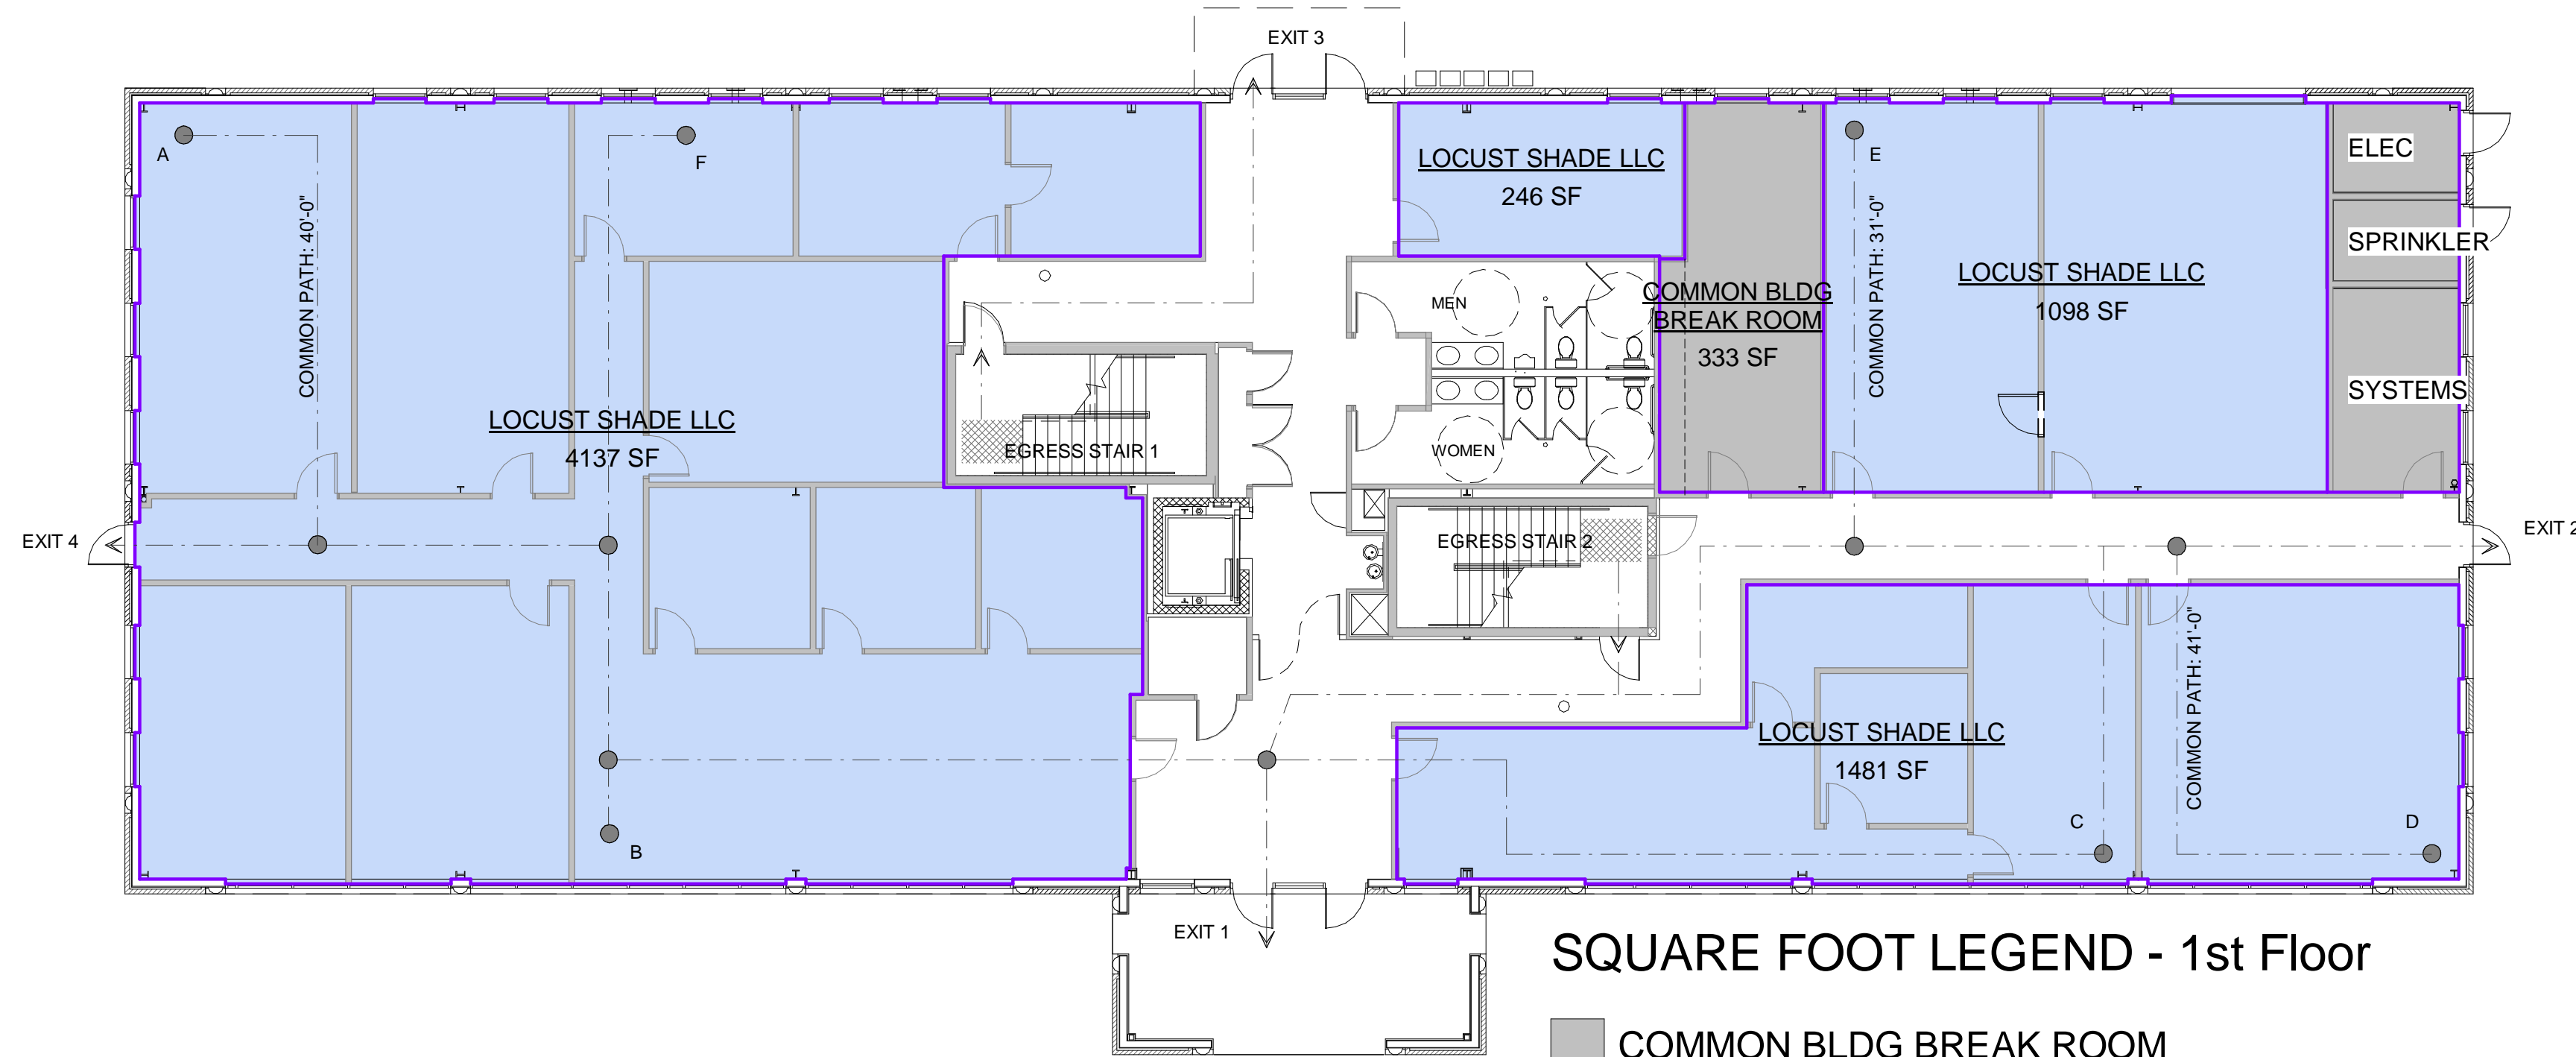 EXIT 3
A
F
E
LOCUST SHADE LLC
246 SF
ELEC
SPRINKLER
COMMON PATH: 40'-0"
COMMON PATH: 31'-0"
LOCUST SHADE LLC
1098 SF
MEN
COMMON BLDG
BREAK ROOM
333 SF
SYSTEMS
LOCUST SHADE LLC
4137 SF
EGRESS STAIR 1
WOMEN
EXIT 4
EGRESS STAIR 2
EXIT 2
COMMON PATH: 41'-0"
LOCUST SHADE LLC
1481 SF
B
C
D
EXIT 1
SQUARE FOOT LEGEND - 1st Floor
COMMON BLDG BREAK ROOM